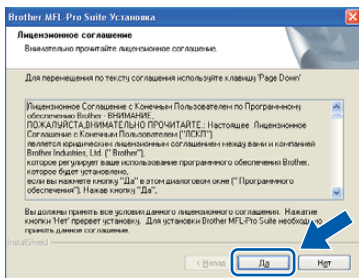 Brother MFL-Pro Suite Установка
Лицензионное соглашение
Внимательно прочитайте лицензионное соглашение.
Для перемещения по тексту соглашения используйте клавишу 'Page Down'
Лицензионное Соглашение с Конечным Пользователем по Программному
обеспечению Brother - ВНИМАНИЕ,
ПОЖАЛУЙСТА,ВНИМАТЕЛЬНО ПРОЧИТАЙТЕ.: Настоящее Лицензионное
Соглашение с Конечным Пользователем ("ЛСКП")
является юридическим лицензионным соглашением между вами и компанией
Brother Industries, Ltd. (" Brother"),
которое регулирует ваше использование программного обеспечения Brother,
которое будет установлено,
если вы нажмете кнопку "Да" в этом диалоговом окне (" Программного
обеспечения"). Нажав кнопку "Да",
Вы должны принять все условия данного лицензионного соглашения. Нажатие
кнопки 'Нет' прервет установку. Для установки Brother MFL-Pro Suite необходимо
принять данное соглашение.
InstallShield
< Назад
Да
Нет